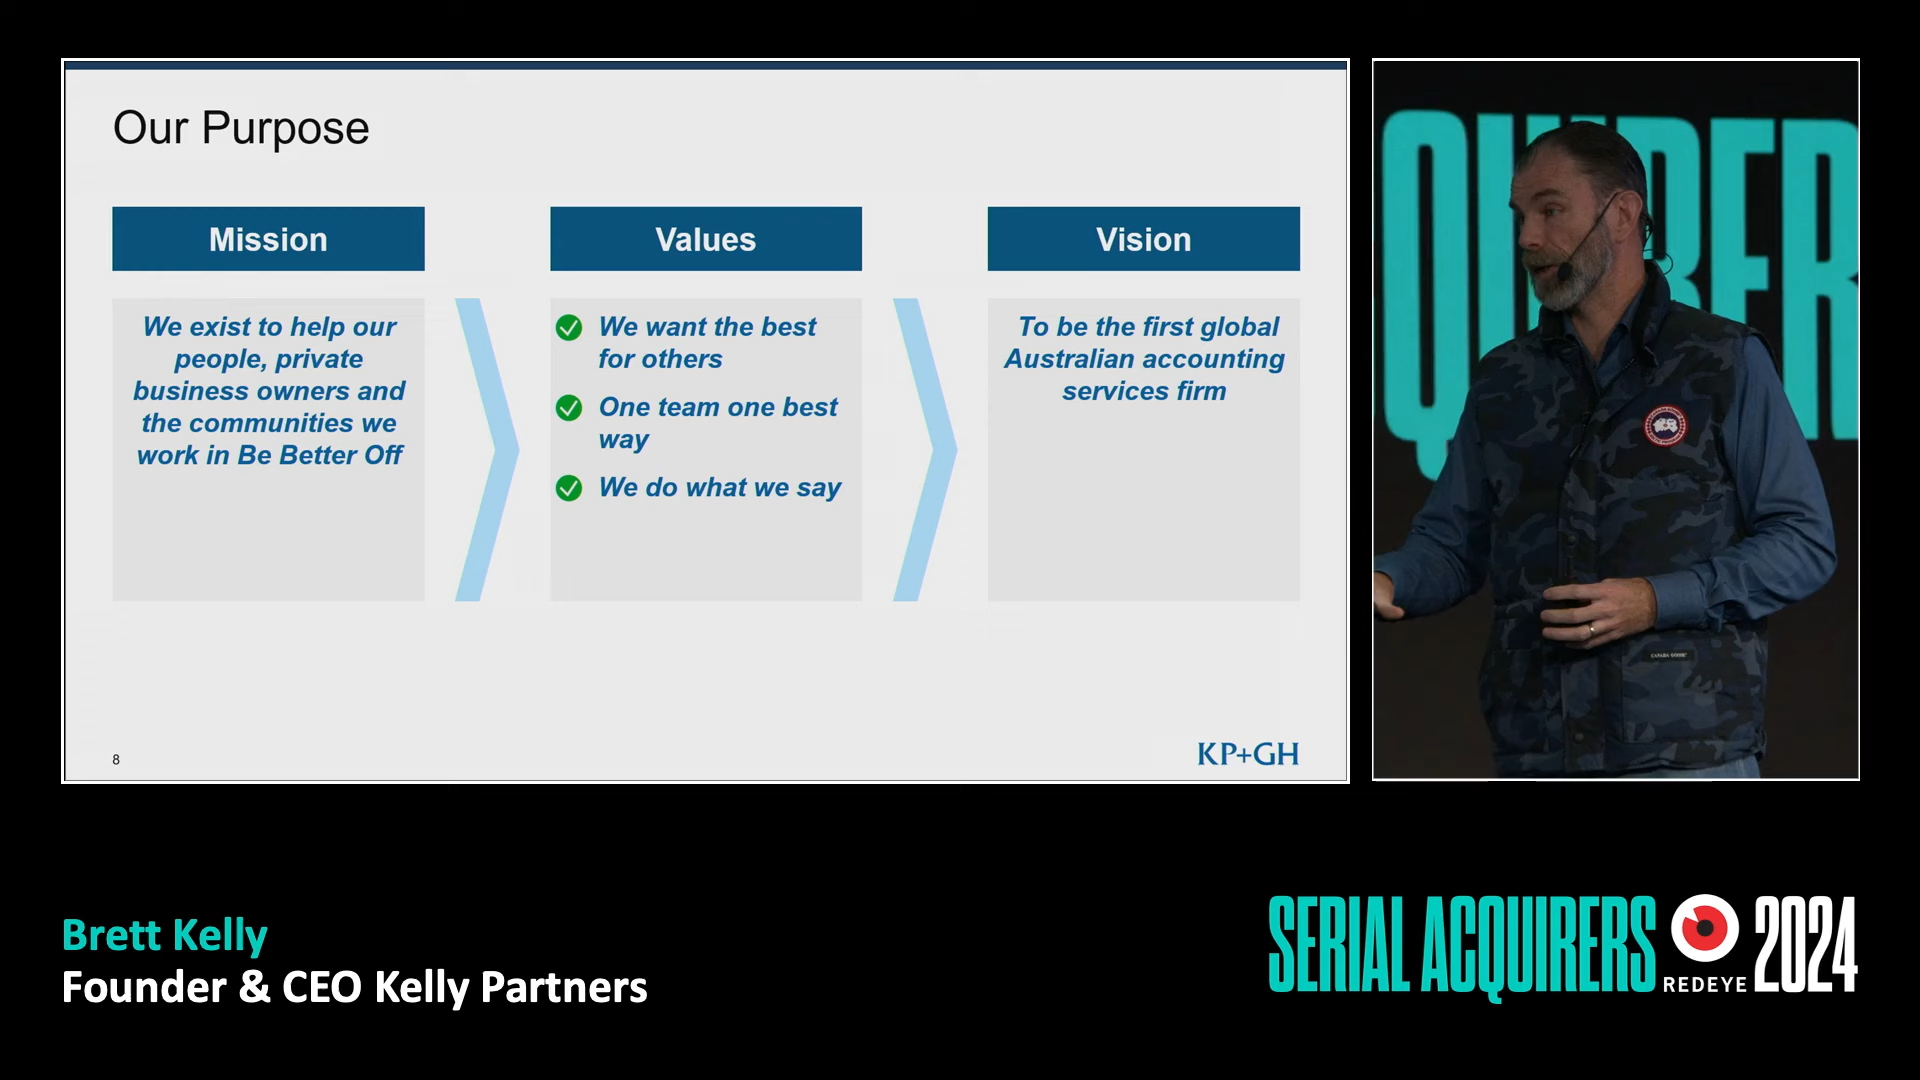 Our Purpose
Mission
We exist to help our
people, private
business owners and
the communities we
work in Be Better Off
Values
We want the best
for others
One team one best
way
We do what we say
Vision
To be the first global
Australian accounting
services firm
8
KP+GH
QUIRER
CANADA GOOSE
Brett Kelly
Founder & CEO Kelly Partners
SERIAL ACQUIRERS
REDEYE
2024